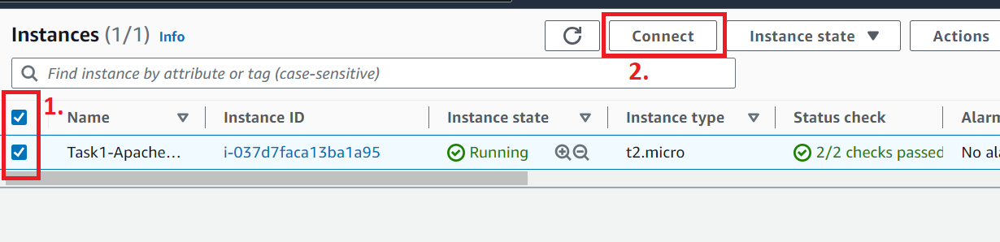 Instances (1/1) Info
Connect
Instance state
Actions
Find instance by attribute or tag (case-sensitive)
2.
1.
Name Instance ID Instance state Instance type Status check Alarm
Task1-Apache... i-037d7faca13ba1a95 Running t2.micro 2/2 checks passed No ala